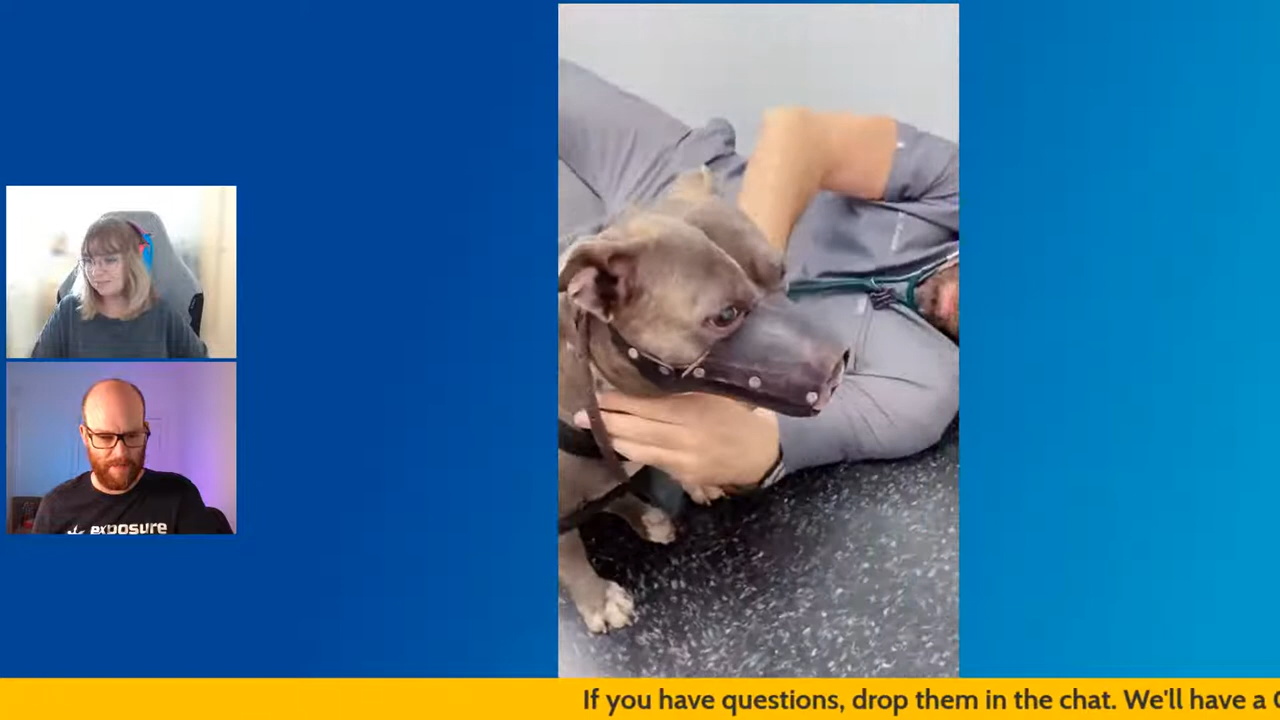 exposure
If you have questions, drop them in the chat. We'll have a